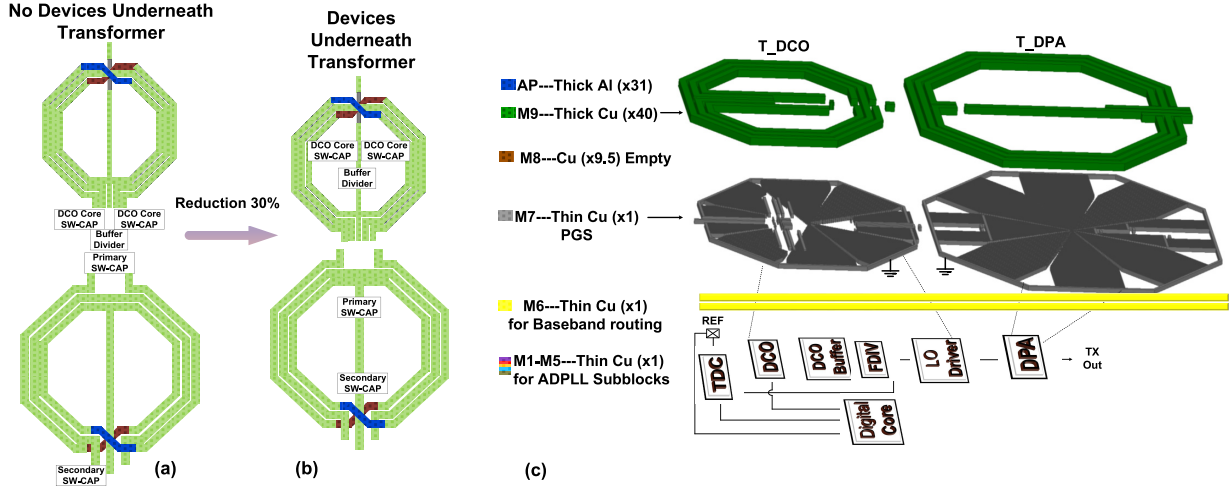 No Devices Underneath
Transformer
DCO Core
SW-CAP
DCO Core
SW-CAP
Buffer
Divider
Primary
SW-CAP
Secondary
SW-CAP
(a)
Reduction 30%
Devices
Underneath
Transformer
DCO Core
SW-CAP
DCO Core
SW-CAP
Buffer
Divider
Primary
SW-CAP
Secondary
SW-CAP
(b)
T_DCO
T_DPA
AP---Thick Al (x31)
M9---Thick Cu (x40)
M8---Cu (x9.5) Empty
M7---Thin Cu (x1)
PGS
M6---Thin Cu (x1)
for Baseband routing
M1-M5---Thin Cu (x1)
for ADPLL Subblocks
REF
TDC
DCO
DCO
Buffer
FDIV
LO
Driver
DPA
TX
Out
Digital
Core
(c)